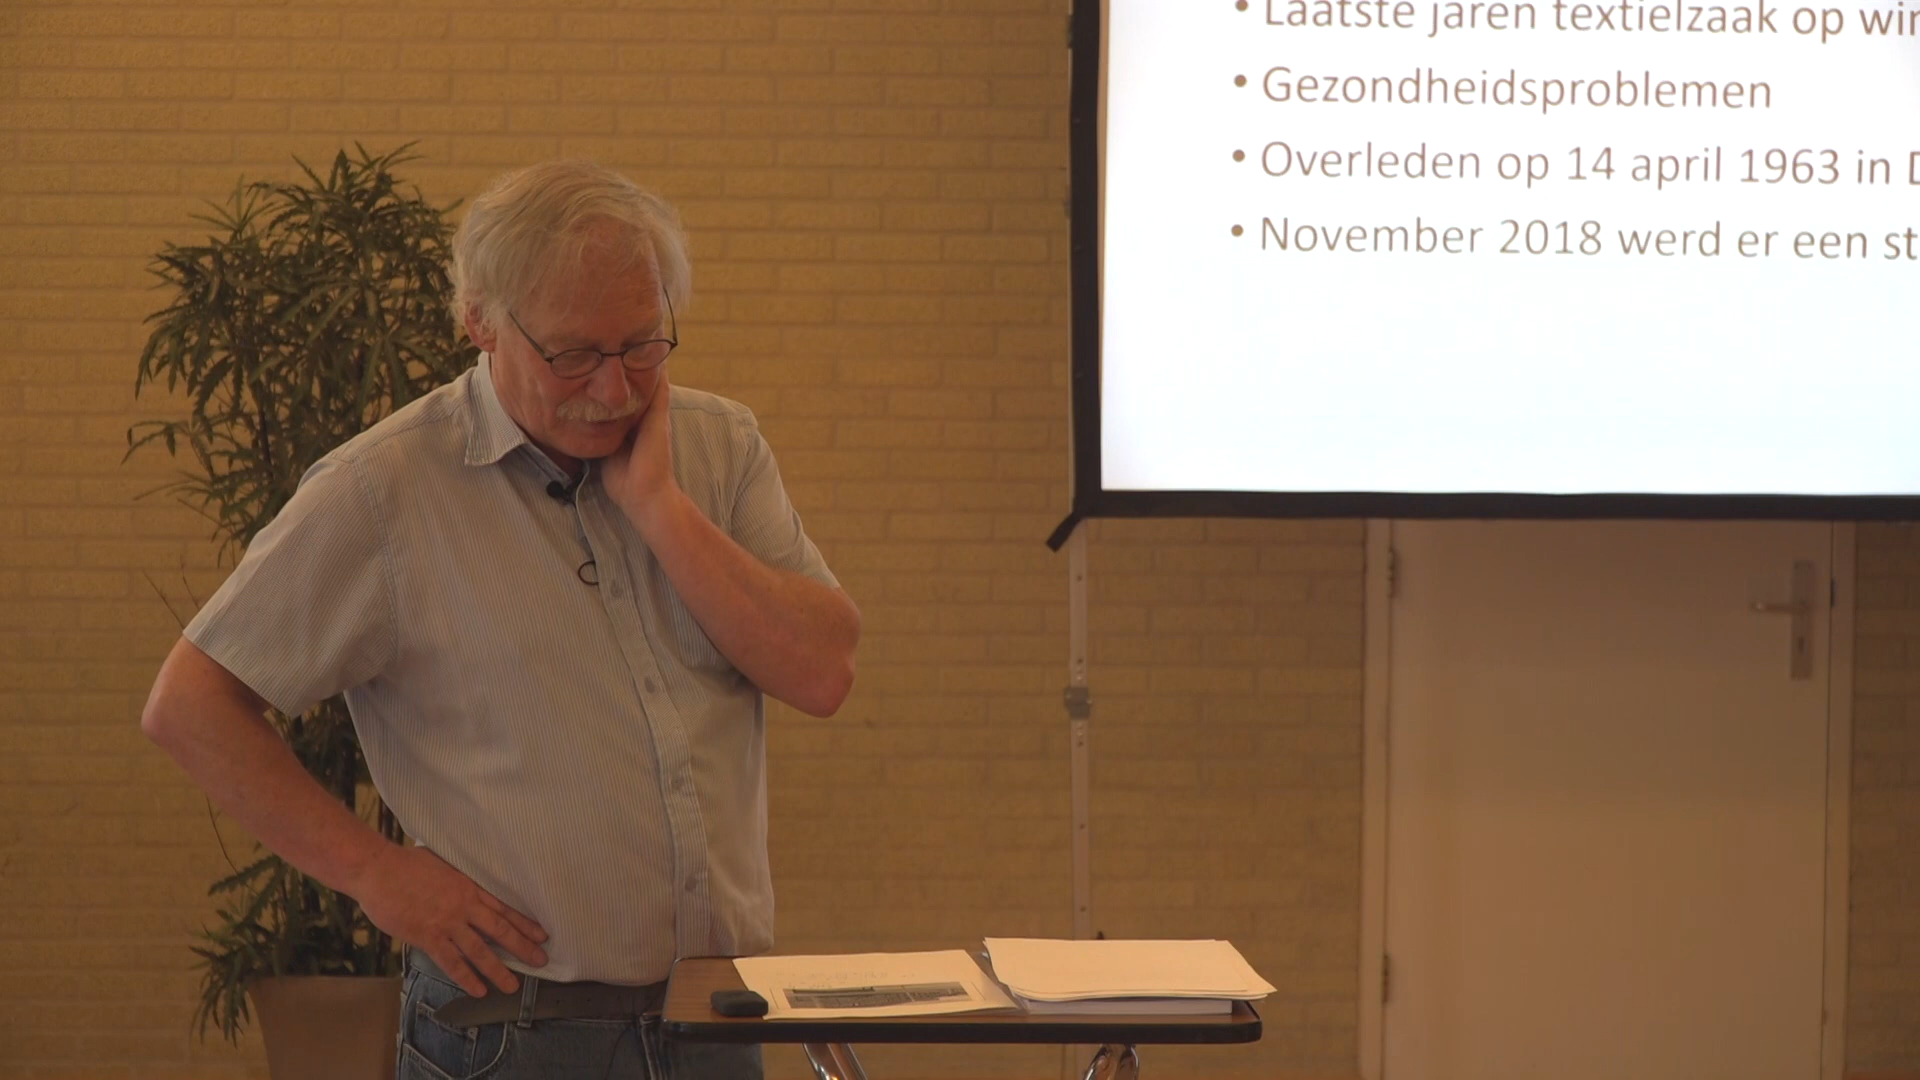 • Laatste jaren textielzaak op
• Gezondheidsproblemen
• Overleden op 14 april 1963 in
• November 2018 werd er een